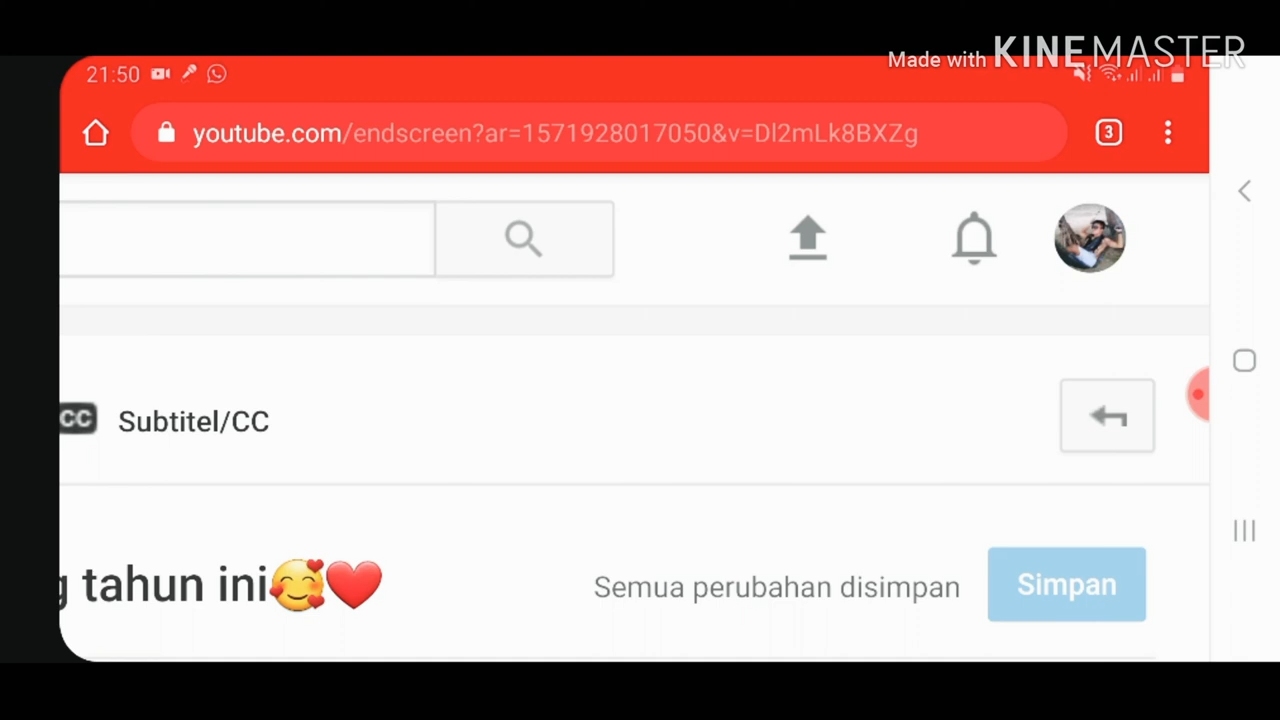 Made with KINEMASTER
21:50
youtube.com/endscreen?ar=1571928017050&v=Dl2mLk8BXZg
3
CC Subtitel/CC
g tahun ini🥰❤️
Semua perubahan disimpan
Simpan